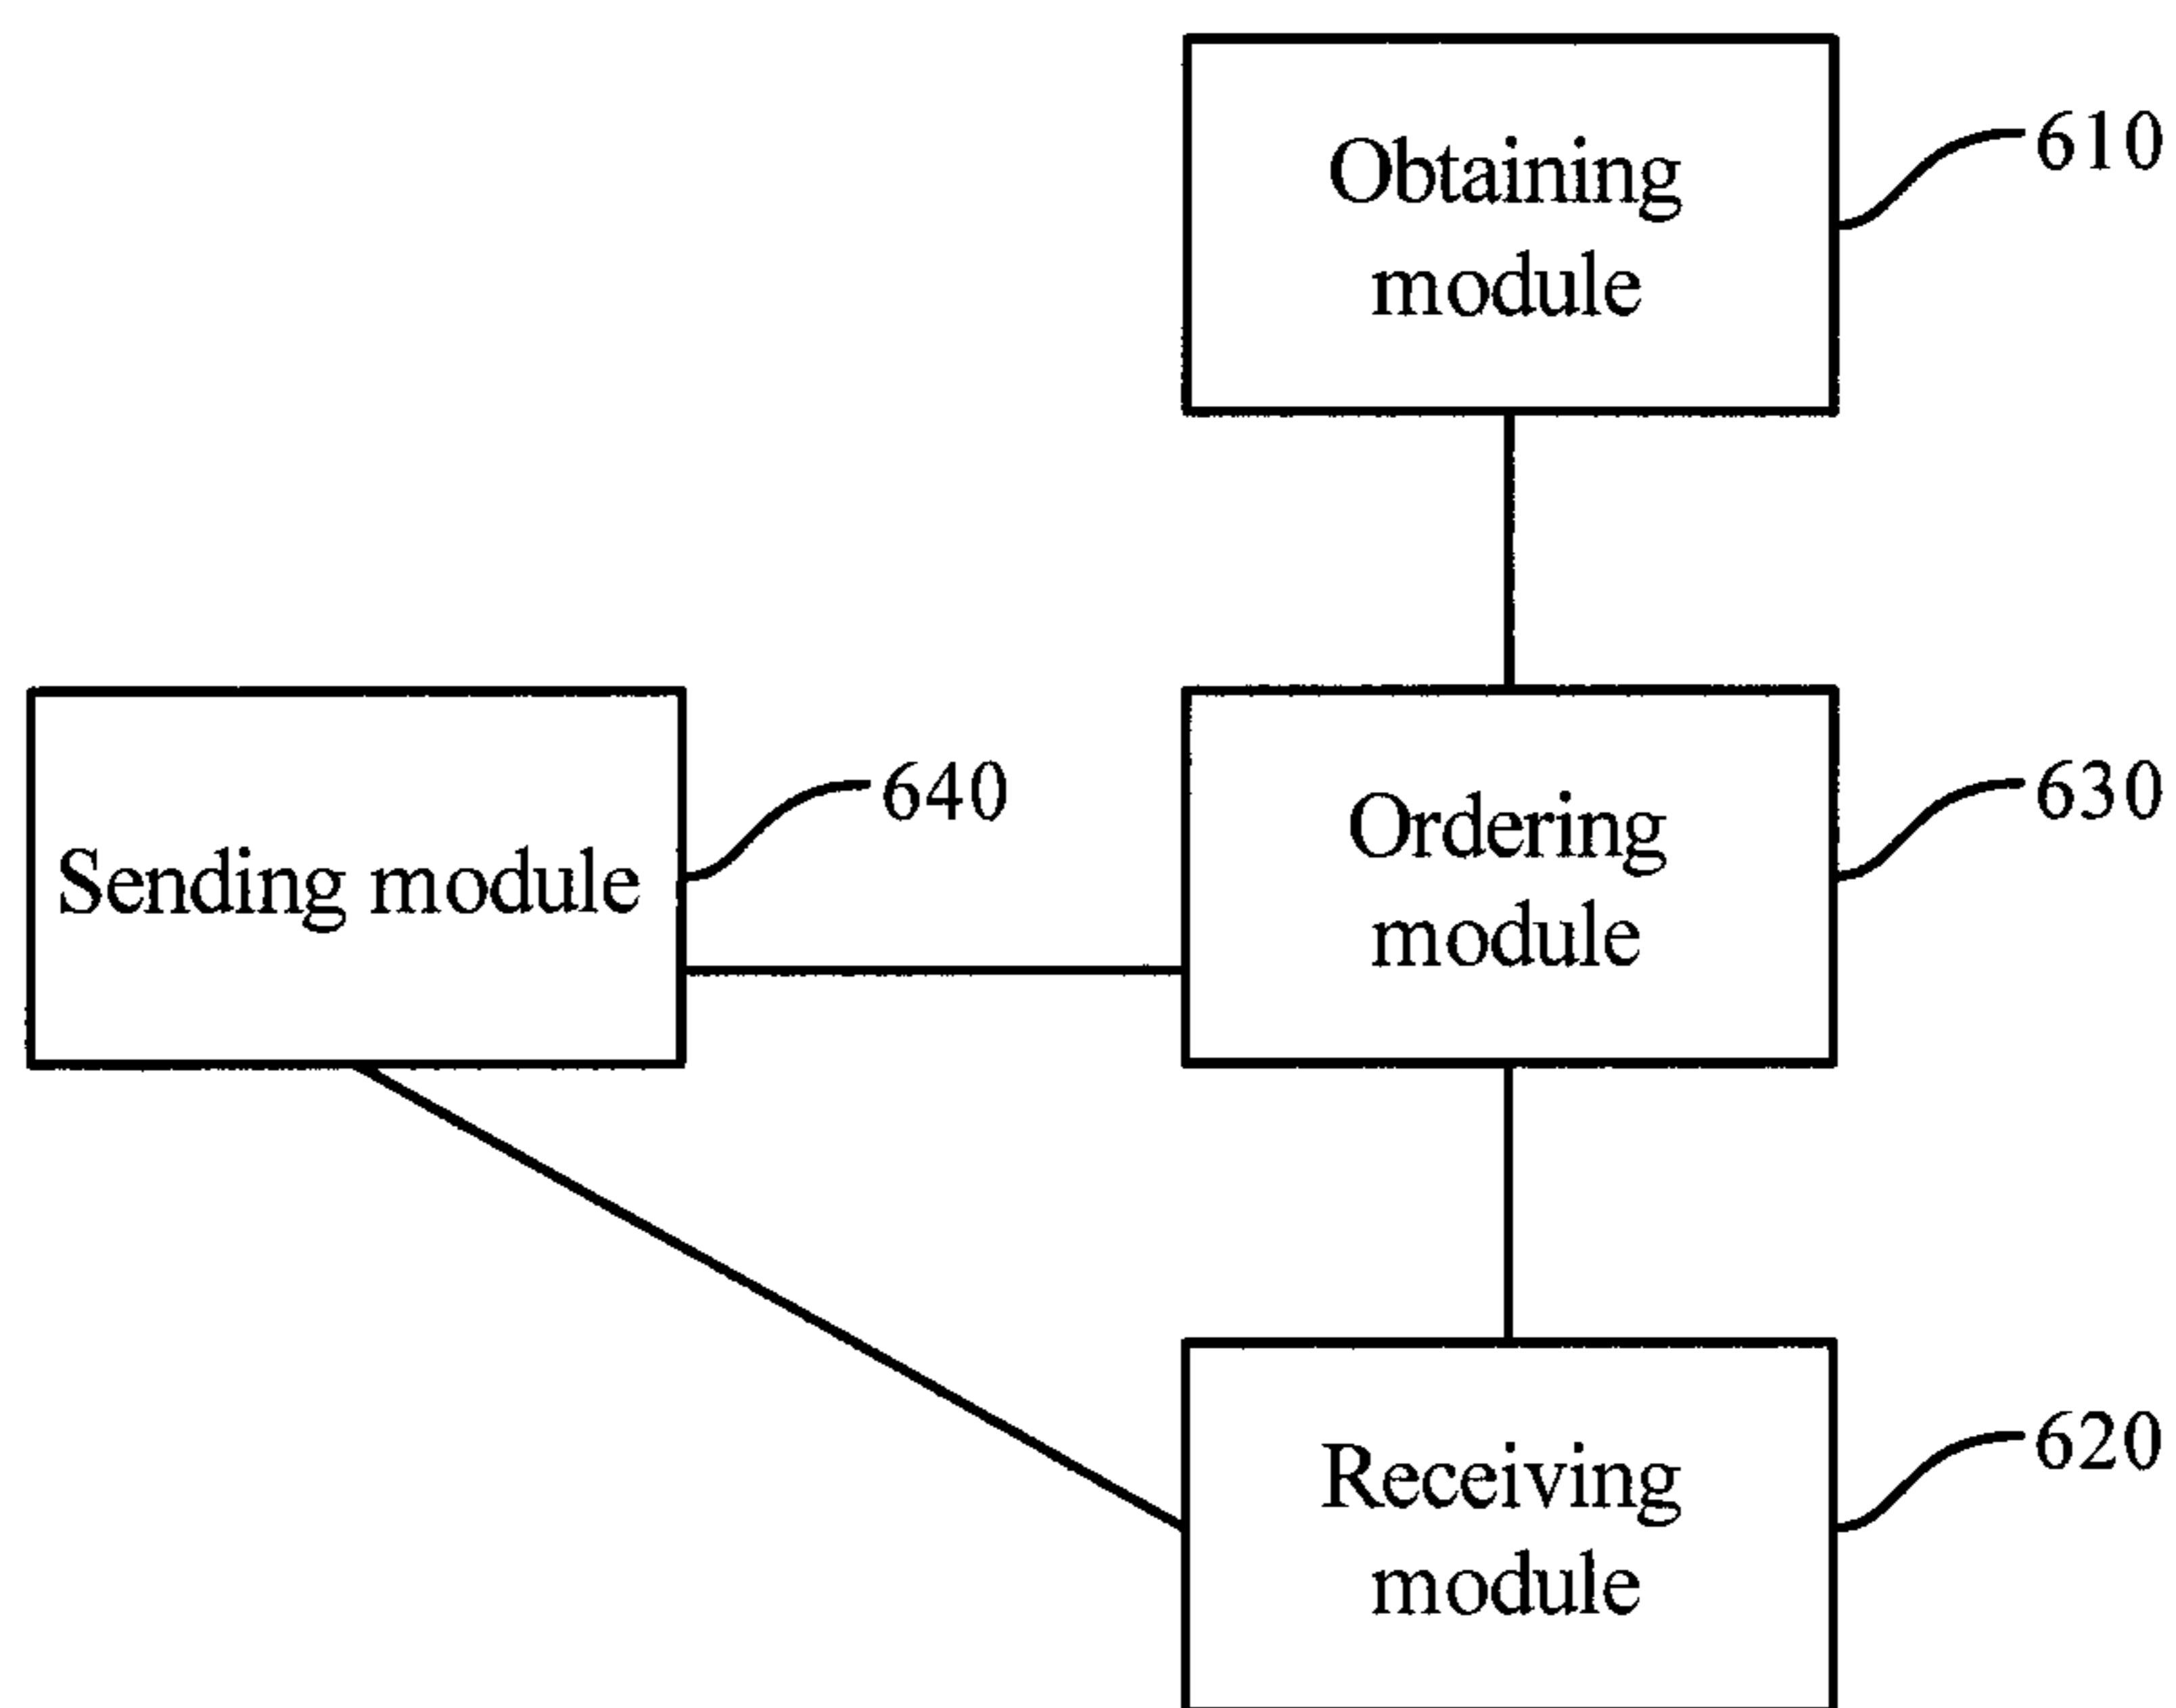 Obtaining
module
610
Sending module
640
Ordering
module
630
Receiving
module
620